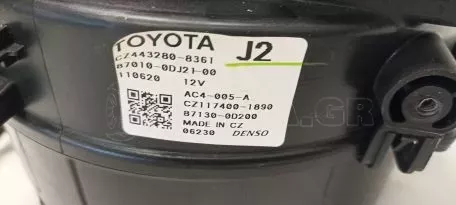 TOYOTA J2
CZ443280-8361
87010-0DJ21-00
110620 12V
AC4-005-A
CZ117400-1890
87130-0D200
MADE IN CZ
06230 DENSO
.GR